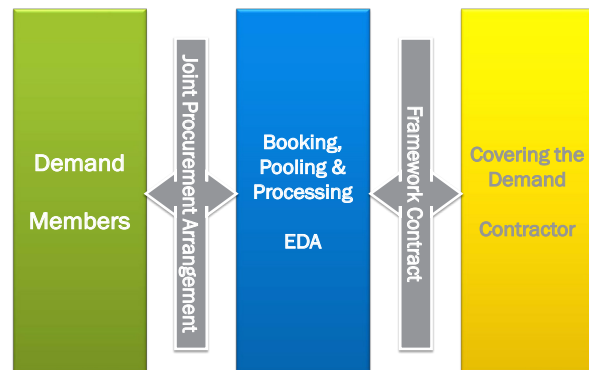 Demand
Members
Joint Procurement Arrangement
Booking,
Pooling &
Processing
EDA
Framework Contract
Covering the
Demand
Contractor